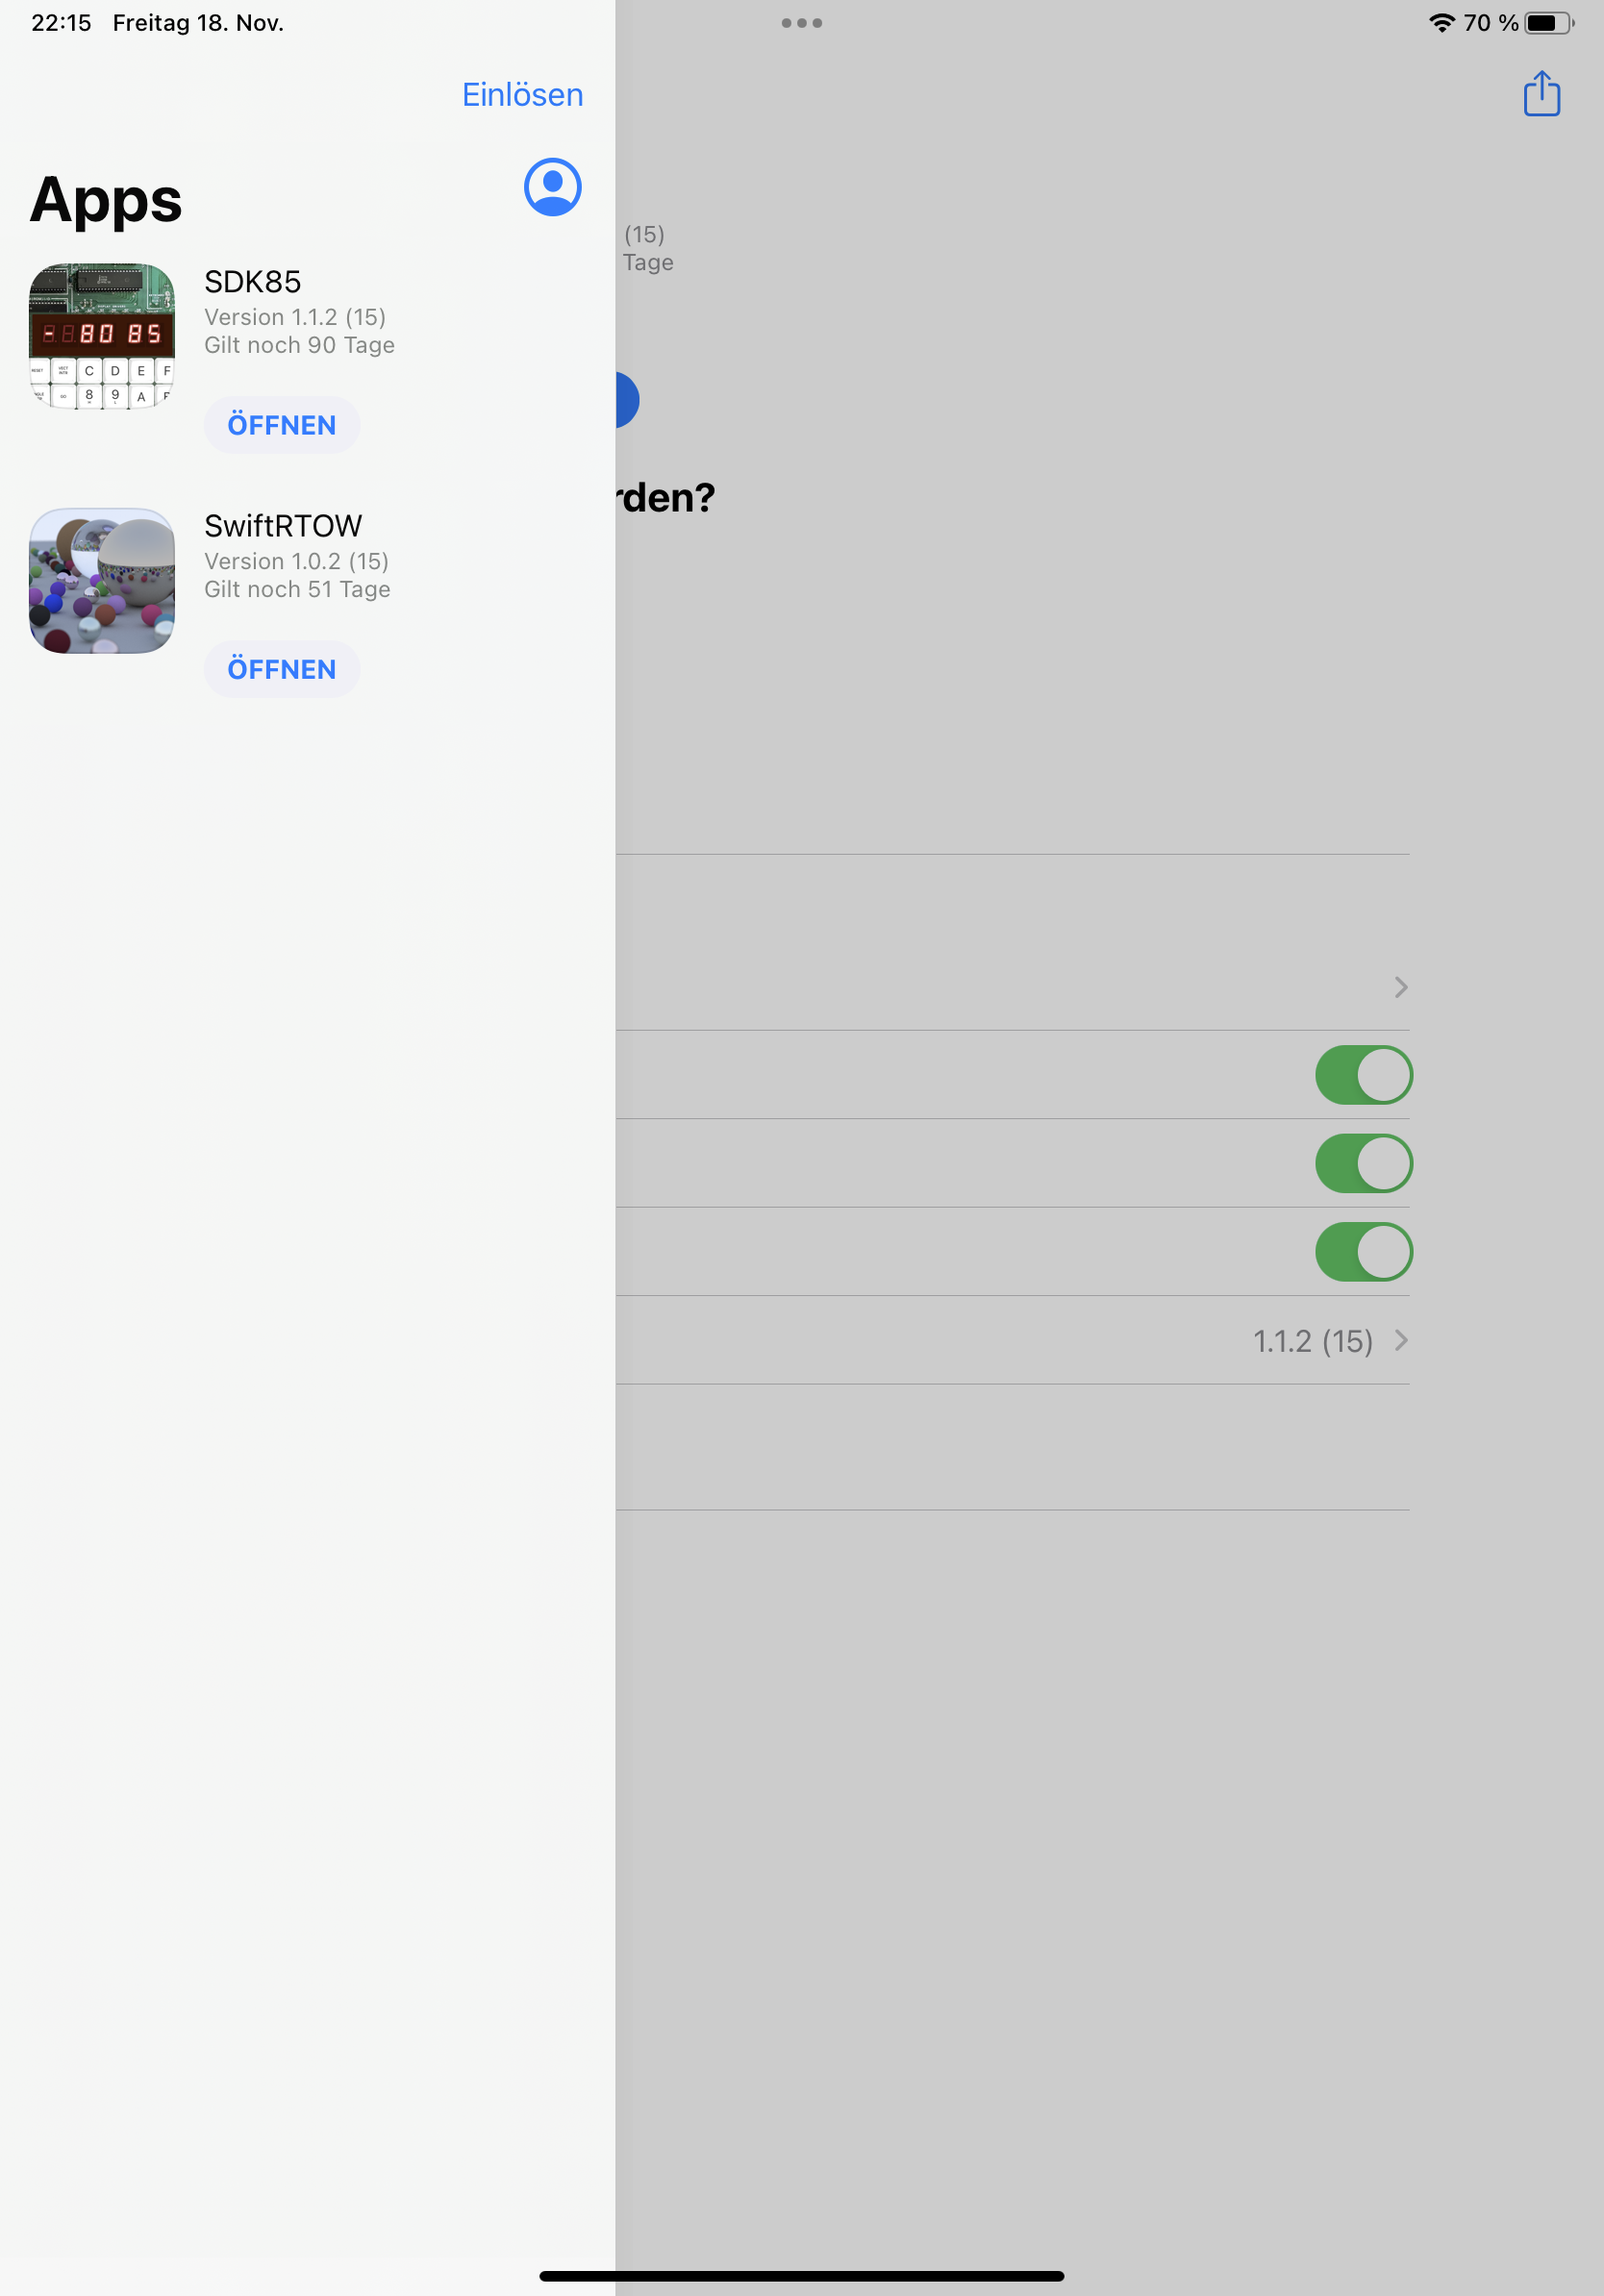 22:15 Freitag 18. Nov.
70 %
Einlösen
Apps
SDK85
Version 1.1.2 (15)
Gilt noch 90 Tage
ÖFFNEN
80 85
C D E F
8 9 A
SwiftRTOW
Version 1.0.2 (15)
Gilt noch 51 Tage
ÖFFNEN
(15)
Tage
rden?
1.1.2 (15)